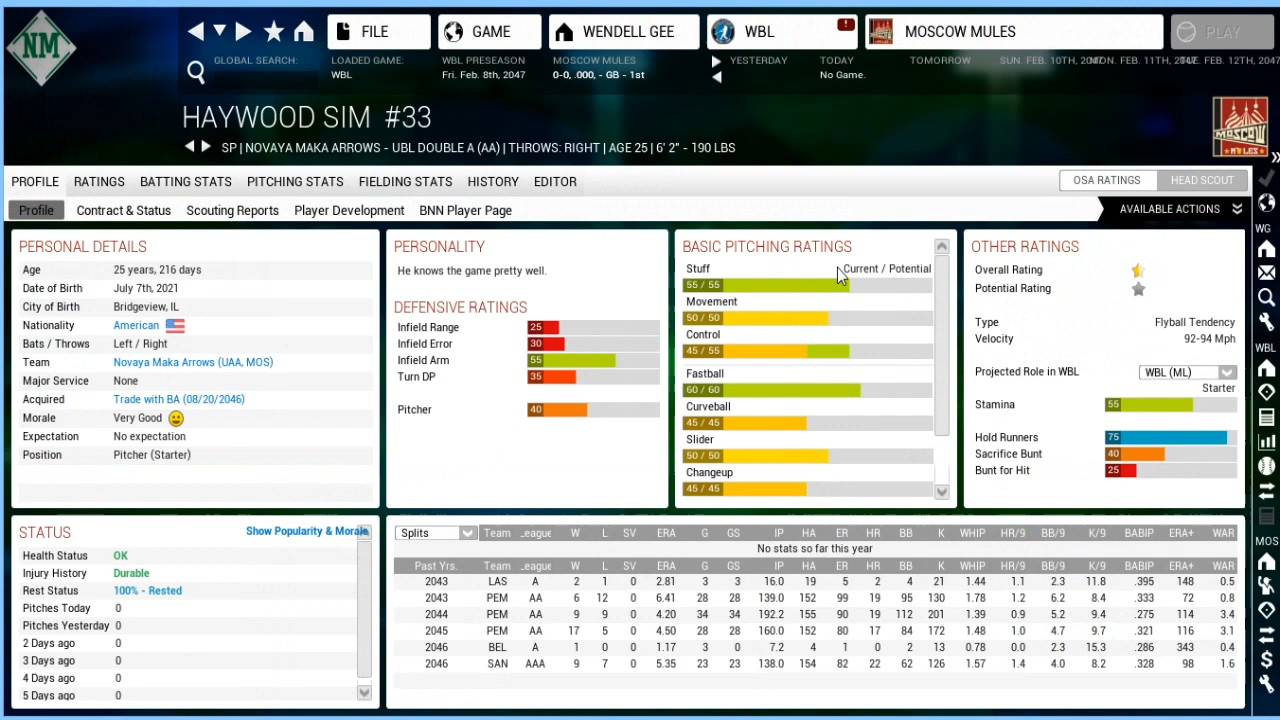 NM
FILE
GAME
WENDELL GEE
WBL
!
MOSCOW MULES
PLAY
GLOBAL SEARCH:
LOADED GAME:
WBL
WBL PRESEASON
Fri. Feb. 8th, 2047
MOSCOW MULES
0-0, .000, - GB - 1st
YESTERDAY
TODAY
No Game.
TOMORROW
SUN. FEB. 10TH, 2047
MON. FEB. 11TH, 2047
TUE. FEB. 12TH, 2047
HAYWOOD SIM #33
SP | NOVAYA MAKA ARROWS - UBL DOUBLE A (AA) | THROWS: RIGHT | AGE 25 | 6' 2" - 190 LBS
MOSCOW
MULES
PROFILE RATINGS BATTING STATS PITCHING STATS FIELDING STATS HISTORY EDITOR
OSA RATINGS HEAD SCOUT
Profile Contract & Status Scouting Reports Player Development BNN Player Page
AVAILABLE ACTIONS
PERSONAL DETAILS
Age 25 years, 216 days
Date of Birth July 7th, 2021
City of Birth Bridgeview, IL
Nationality American
Bats / Throws Left / Right
Team Novaya Maka Arrows (UAA, MOS)
Major Service None
Acquired Trade with BA (08/20/2046)
Morale Very Good
Expectation No expectation
Position Pitcher (Starter)
PERSONALITY
He knows the game pretty well.
DEFENSIVE RATINGS
Infield Range 25
Infield Error 30
Infield Arm 55
Turn DP 35
Pitcher 40
BASIC PITCHING RATINGS
Stuff Current / Potential
55 / 55
Movement
50 / 50
Control
45 / 55
Fastball
60 / 60
Curveball
45 / 45
Slider
50 / 50
Changeup
45 / 45
OTHER RATINGS
Overall Rating
Potential Rating
Type Flyball Tendency
Velocity 92-94 Mph
Projected Role in WBL WBL (ML)
Starter
Stamina 55
Hold Runners 75
Sacrifice Bunt 40
Bunt for Hit 25
WG
WBL
MOS
STATUS Show Popularity & Morale
Health Status OK
Injury History Durable
Rest Status 100% - Rested
Pitches Today 0
Pitches Yesterday 0
2 Days ago 0
3 Days ago 0
4 Days ago 0
5 Days ago 0
Splits Team League W L SV ERA G GS IP HA ER HR BB K WHIP HR/9 BB/9 K/9 BABIP ERA+ WAR
No stats so far this year
Past Yrs. Team League W L SV ERA G GS IP HA ER HR BB K WHIP HR/9 BB/9 K/9 BABIP ERA+ WAR
2043 LAS A 2 1 0 2.81 3 3 16.0 19 5 2 4 21 1.44 1.1 2.3 11.8 .395 148 0.5
2043 PEM AA 6 12 0 6.41 28 28 139.0 152 99 19 95 130 1.78 1.2 6.2 8.4 .333 72 0.8
2044 PEM AA 9 9 0 4.20 34 34 192.2 155 90 19 112 201 1.39 0.9 5.2 9.4 .275 114 3.4
2045 PEM AA 17 5 0 4.50 28 28 160.0 152 80 17 84 172 1.48 1.0 4.7 9.7 .321 116 3.1
2046 BEL A 1 0 0 1.17 3 0 7.2 4 1 0 2 13 0.78 0.0 2.3 15.3 .286 343 0.4
2046 SAN AAA 9 7 0 5.35 23 23 138.0 154 82 22 62 126 1.57 1.4 4.0 8.2 .328 98 1.6